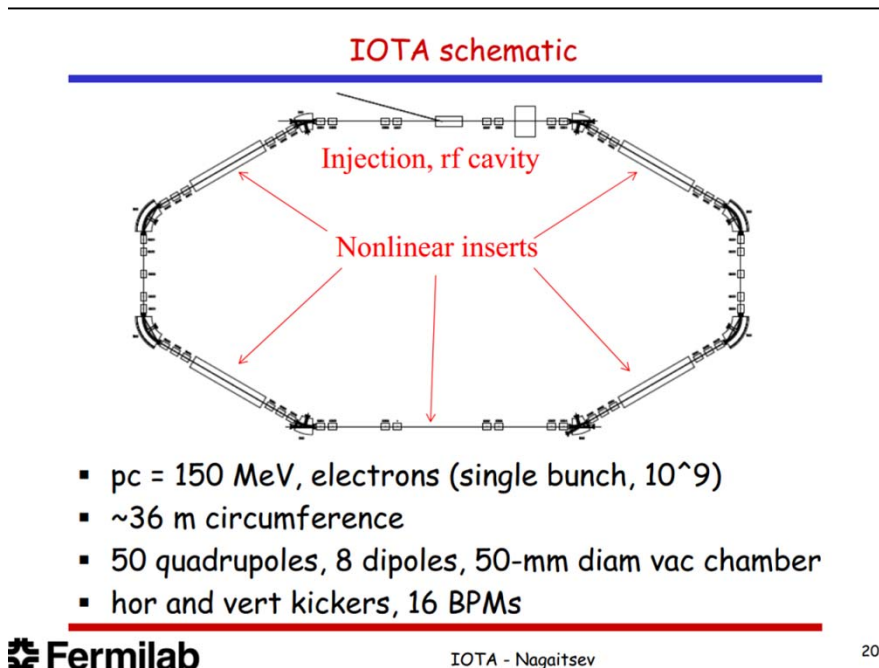 IOTA schematic
Injection, rf cavity
Nonlinear inserts
▪ pc = 150 MeV, electrons (single bunch, 10^9)
▪ ~36 m circumference
▪ 50 quadrupoles, 8 dipoles, 50-mm diam vac chamber
▪ hor and vert kickers, 16 BPMs
Fermilab
IOTA - Nagaitsev
20